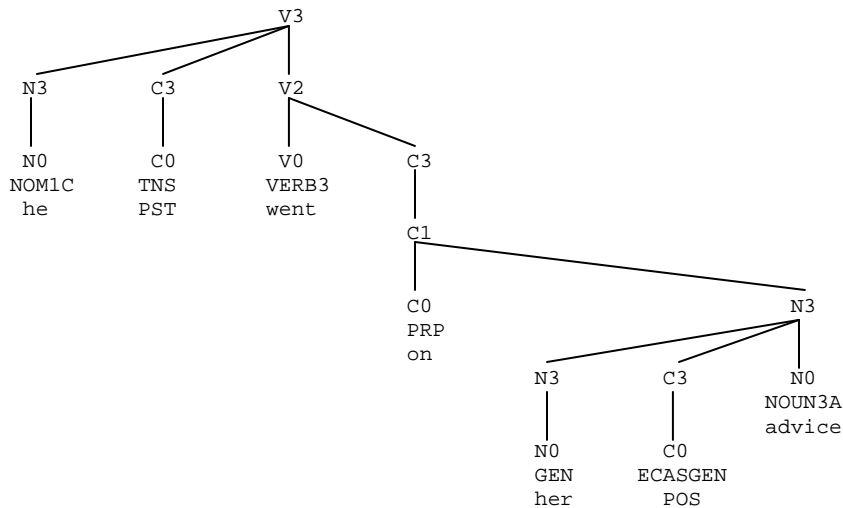 V3
N3 C3 V2
N0 C0 V0 C3
NOM1C TNS VERB3
he PST went
C1
C0 N3
PRP
on
N3 C3 N0
NOUN3A
advice
N0 C0
GEN ECASGEN
her POS